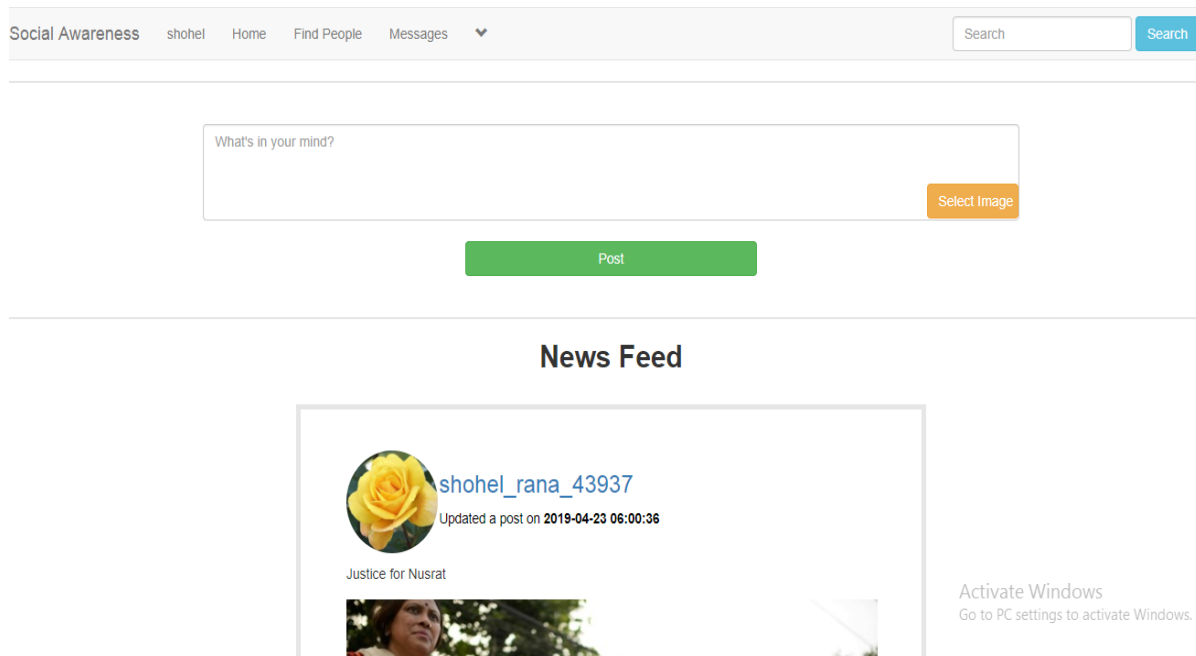 Social Awareness shohel Home Find People Messages Search Search
What's in your mind?
Select Image
Post
News Feed
shohel_rana_43937
Updated a post on 2019-04-23 06:00:36
Justice for Nusrat
Activate Windows
Go to PC settings to activate Windows.